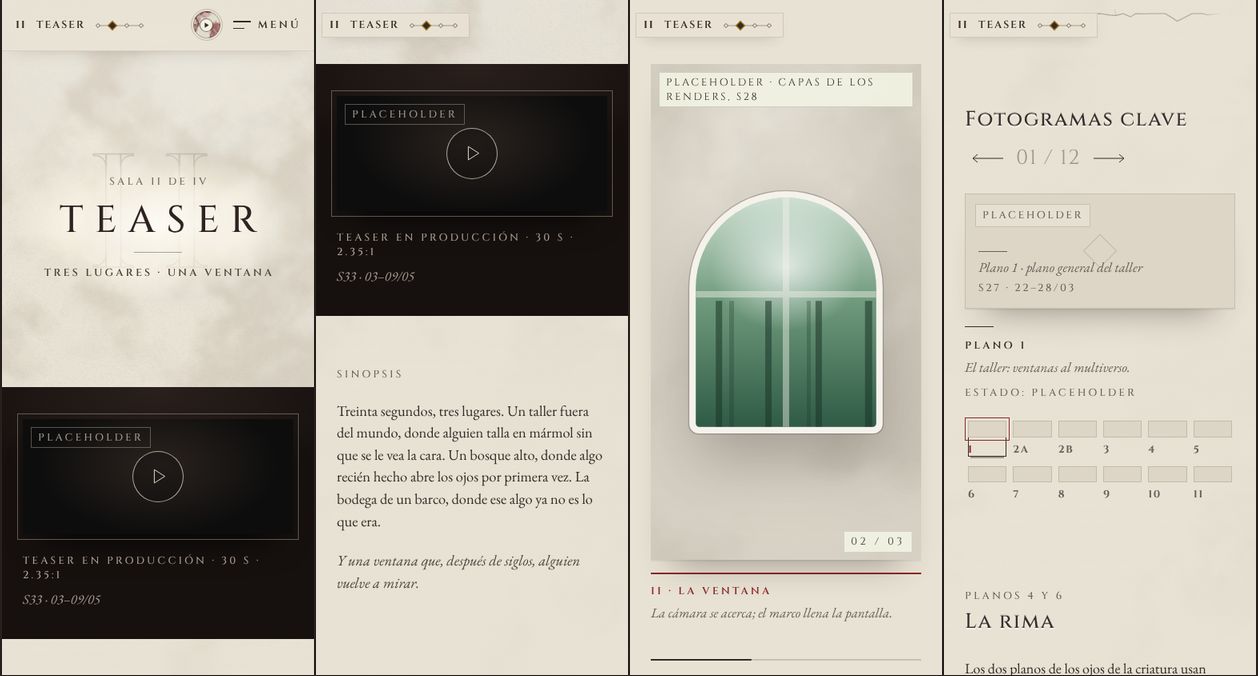 II TEASER
MENÚ
SALA II DE IV
TEASER
TRES LUGARES · UNA VENTANA
PLACEHOLDER
TEASER EN PRODUCCIÓN · 30 S ·
2.35:1
S33 · 03–09/05
II TEASER
PLACEHOLDER
TEASER EN PRODUCCIÓN · 30 S ·
2.35:1
S33 · 03–09/05
SINOPSIS
Treinta segundos, tres lugares. Un taller fuera
del mundo, donde alguien talla en mármol sin
que se le vea la cara. Un bosque alto, donde algo
recién hecho abre los ojos por primera vez. La
bodega de un barco, donde ese algo ya no es lo
que era.
Y una ventana que, después de siglos, alguien
vuelve a mirar.
II TEASER
PLACEHOLDER · CAPAS DE LOS
RENDERS, S28
02 / 03
II · LA VENTANA
La cámara se acerca; el marco llena la pantalla.
II TEASER
FOTOGRAMAS CLAVE
01 / 12
PLACEHOLDER
Plano 1 · plano general del taller
S27 · 22–28/03
PLANO 1
El taller: ventanas al multiverso.
ESTADO: PLACEHOLDER
1 2A 2B 3 4 5
6 7 8 9 10 11
PLANOS 4 Y 6
LA RIMA
Los dos planos de los ojos de la criatura usan